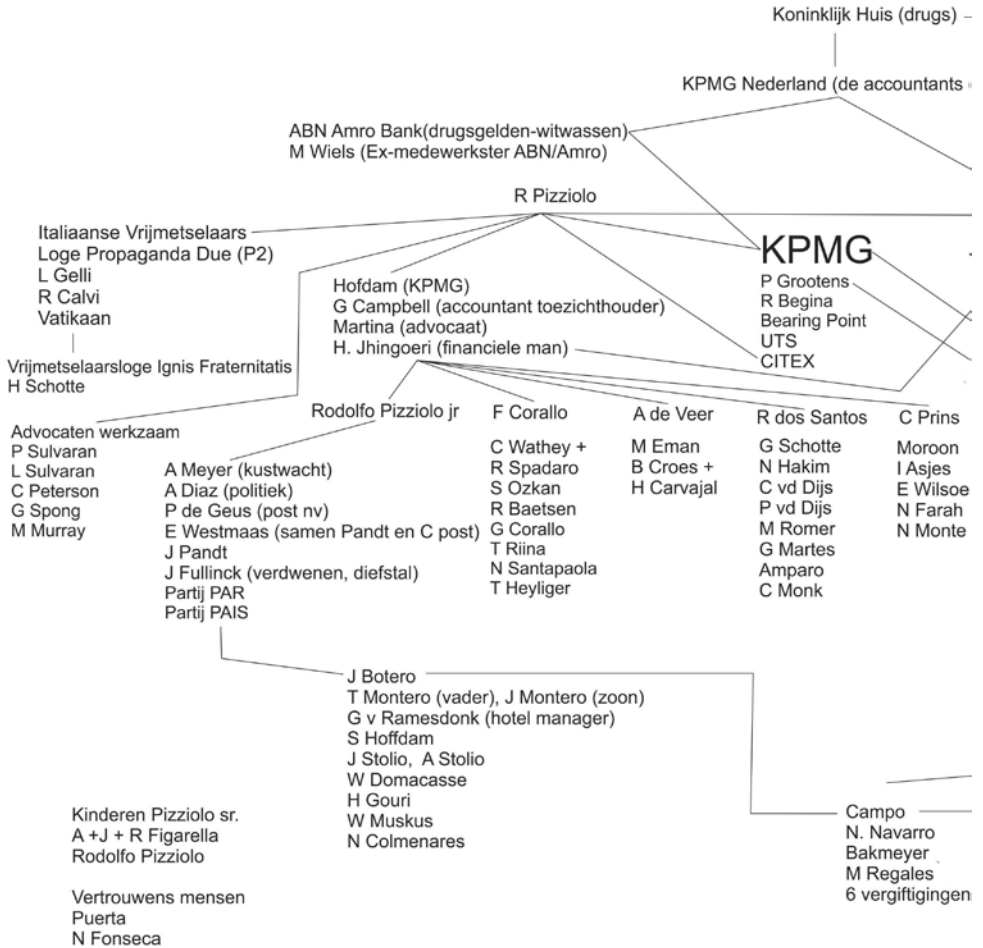 Koninklijk Huis (drugs)
KPMG Nederland (de accountants
ABN Amro Bank(drugsgelden-witwassen)
M Wiels (Ex-medewerkster ABN/Amro)
R Pizziolo
Italiaanse Vrijmetselaars
Loge Propaganda Due (P2)
L Gelli
R Calvi
Vatikaan
Vrijmetselaarsloge Ignis Fraternitatis
H Schotte
Hofdam (KPMG)
G Campbell (accountant toezichthouder)
Martina (advocaat)
H. Jhingoeri (financiele man)
KPMG
P Grootens
R Begina
Bearing Point
UTS
CITEX
Advocaten werkzaam
P Sulvaran
L Sulvaran
C Peterson
G Spong
M Murray
Rodolfo Pizziolo jr
A Meyer (kustwacht)
A Diaz (politiek)
P de Geus (post nv)
E Westmaas (samen Pandt en C post)
J Pandt
J Fullinck (verdwenen, diefstal)
Partij PAR
Partij PAIS
F Corallo
C Wathey +
R Spadaro
S Ozkan
R Baetsen
G Corallo
T Riina
N Santapaola
T Heyliger
A de Veer
M Eman
B Croes +
H Carvajal
R dos Santos
G Schotte
N Hakim
C vd Dijs
P vd Dijs
M Romer
G Martes
Amparo
C Monk
C Prins
Moroon
I Asjes
E Wilsoe
N Farah
N Monte
J Botero
T Montero (vader), J Montero (zoon)
G v Ramesdonk (hotel manager)
S Hoffdam
J Stolio, A Stolio
W Domacasse
H Gouri
W Muskus
N Colmenares
Campo
N. Navarro
Bakmeyer
M Regales
6 vergiftigingen
Kinderen Pizziolo sr.
A +J + R Figarella
Rodolfo Pizziolo
Vertrouwens mensen
Puerta
N Fonseca